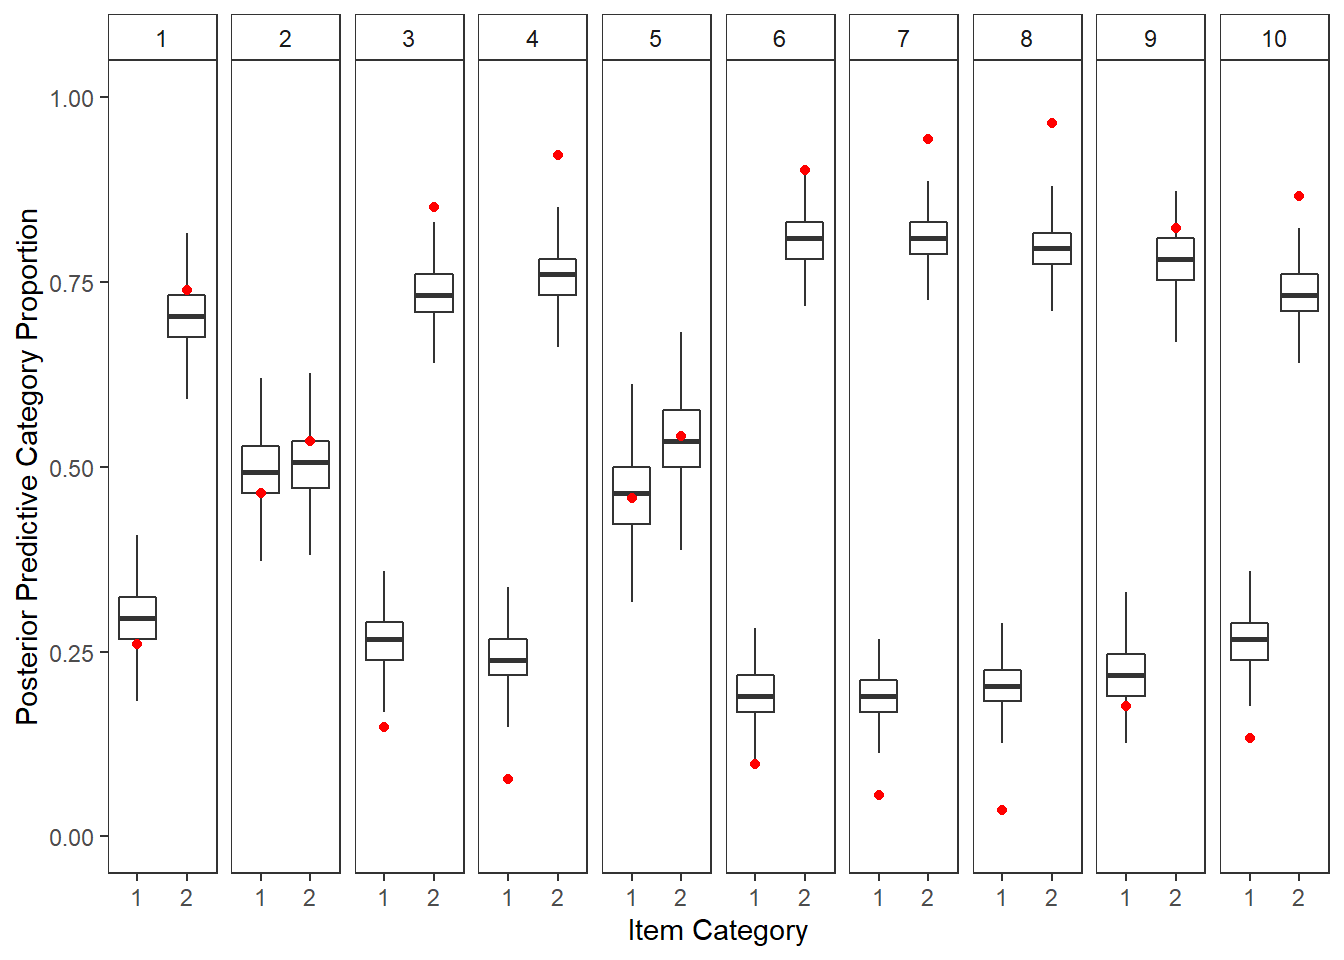 1 2 3 4 5 6 7 8 9 10
Posterior Predictive Category Proportion
1.00
0.75
0.50
0.25
0.00
1 2 1 2 1 2 1 2 1 2 1 2 1 2 1 2 1 2 1 2
Item Category